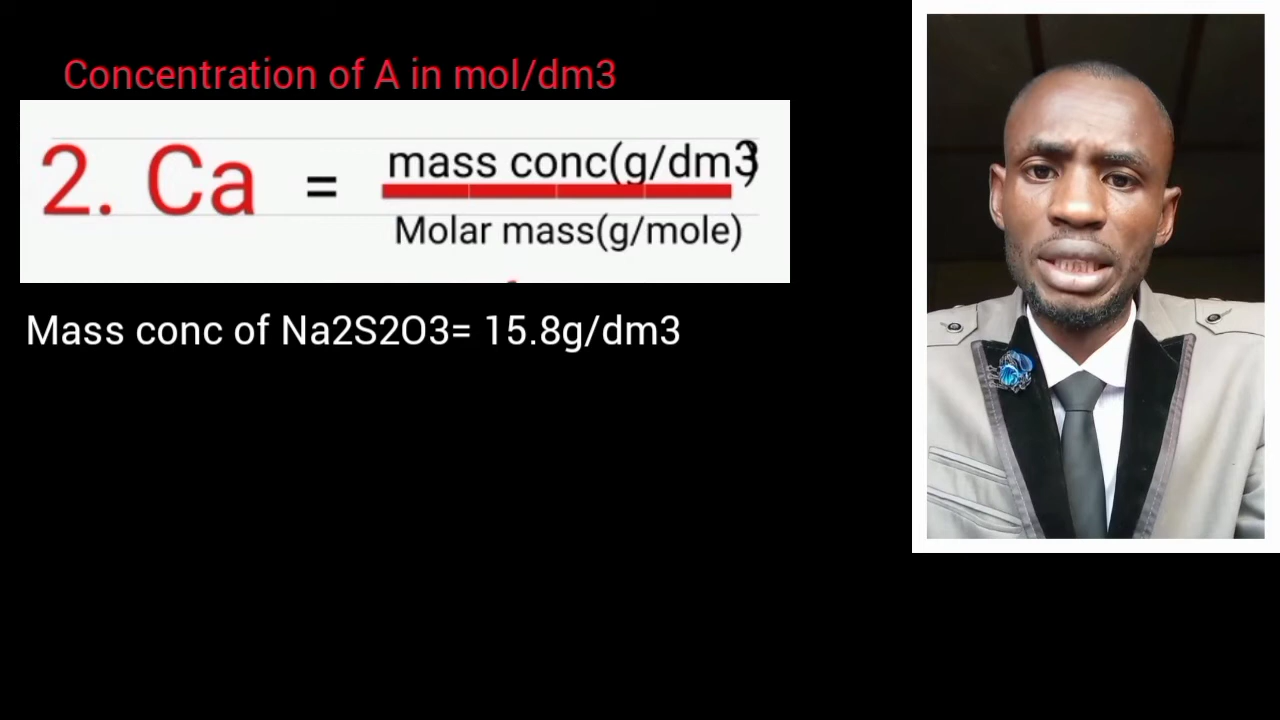 Concentration of A in mol/dm3
2. Ca = mass conc(g/dm3)
Molar mass(g/mole)
Mass conc of Na2S2O3= 15.8g/dm3